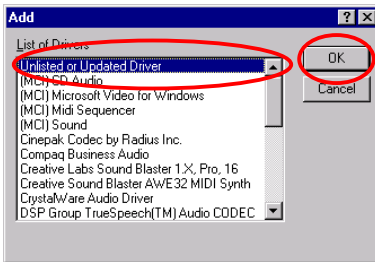 Add
List of Drivers
OK
Cancel
Unlisted or Updated Driver
(MCI) CD Audio
(MCI) Microsoft Video for Windows
(MCI) Midi Sequencer
(MCI) Sound
Cinepak Codec by Radius Inc.
Compaq Business Audio
Creative Labs Sound Blaster 1.X, Pro, 16
Creative Sound Blaster AWE32 MIDI Synth
CrystalWare Audio Driver
DSP Group TrueSpeech(TM) Audio CODEC